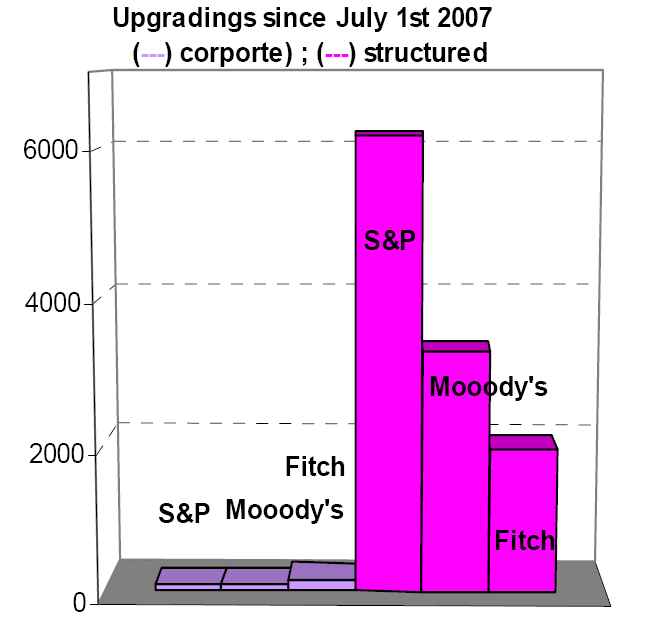 Upgradings since July 1st 2007
(---) corporte) ; (---) structured
6000
S&P
4000
Mooody's
2000
Fitch
S&P Mooody's
Fitch
0